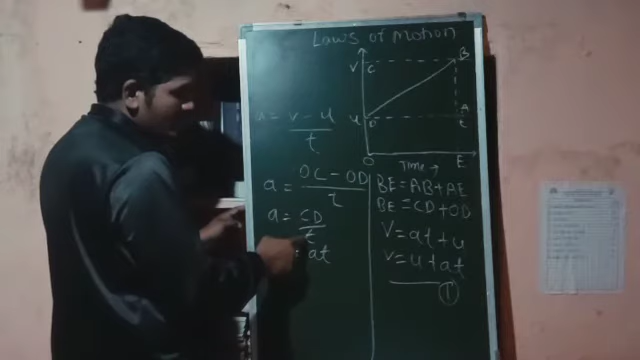 Laws of motion
V C B
u D A
t
O Time → E
a = v - u / t
a = OC - OD / t
a = CD / t
= at
BE = AB + AE
BE = CD + OD
V = at + u
V = u + at
①